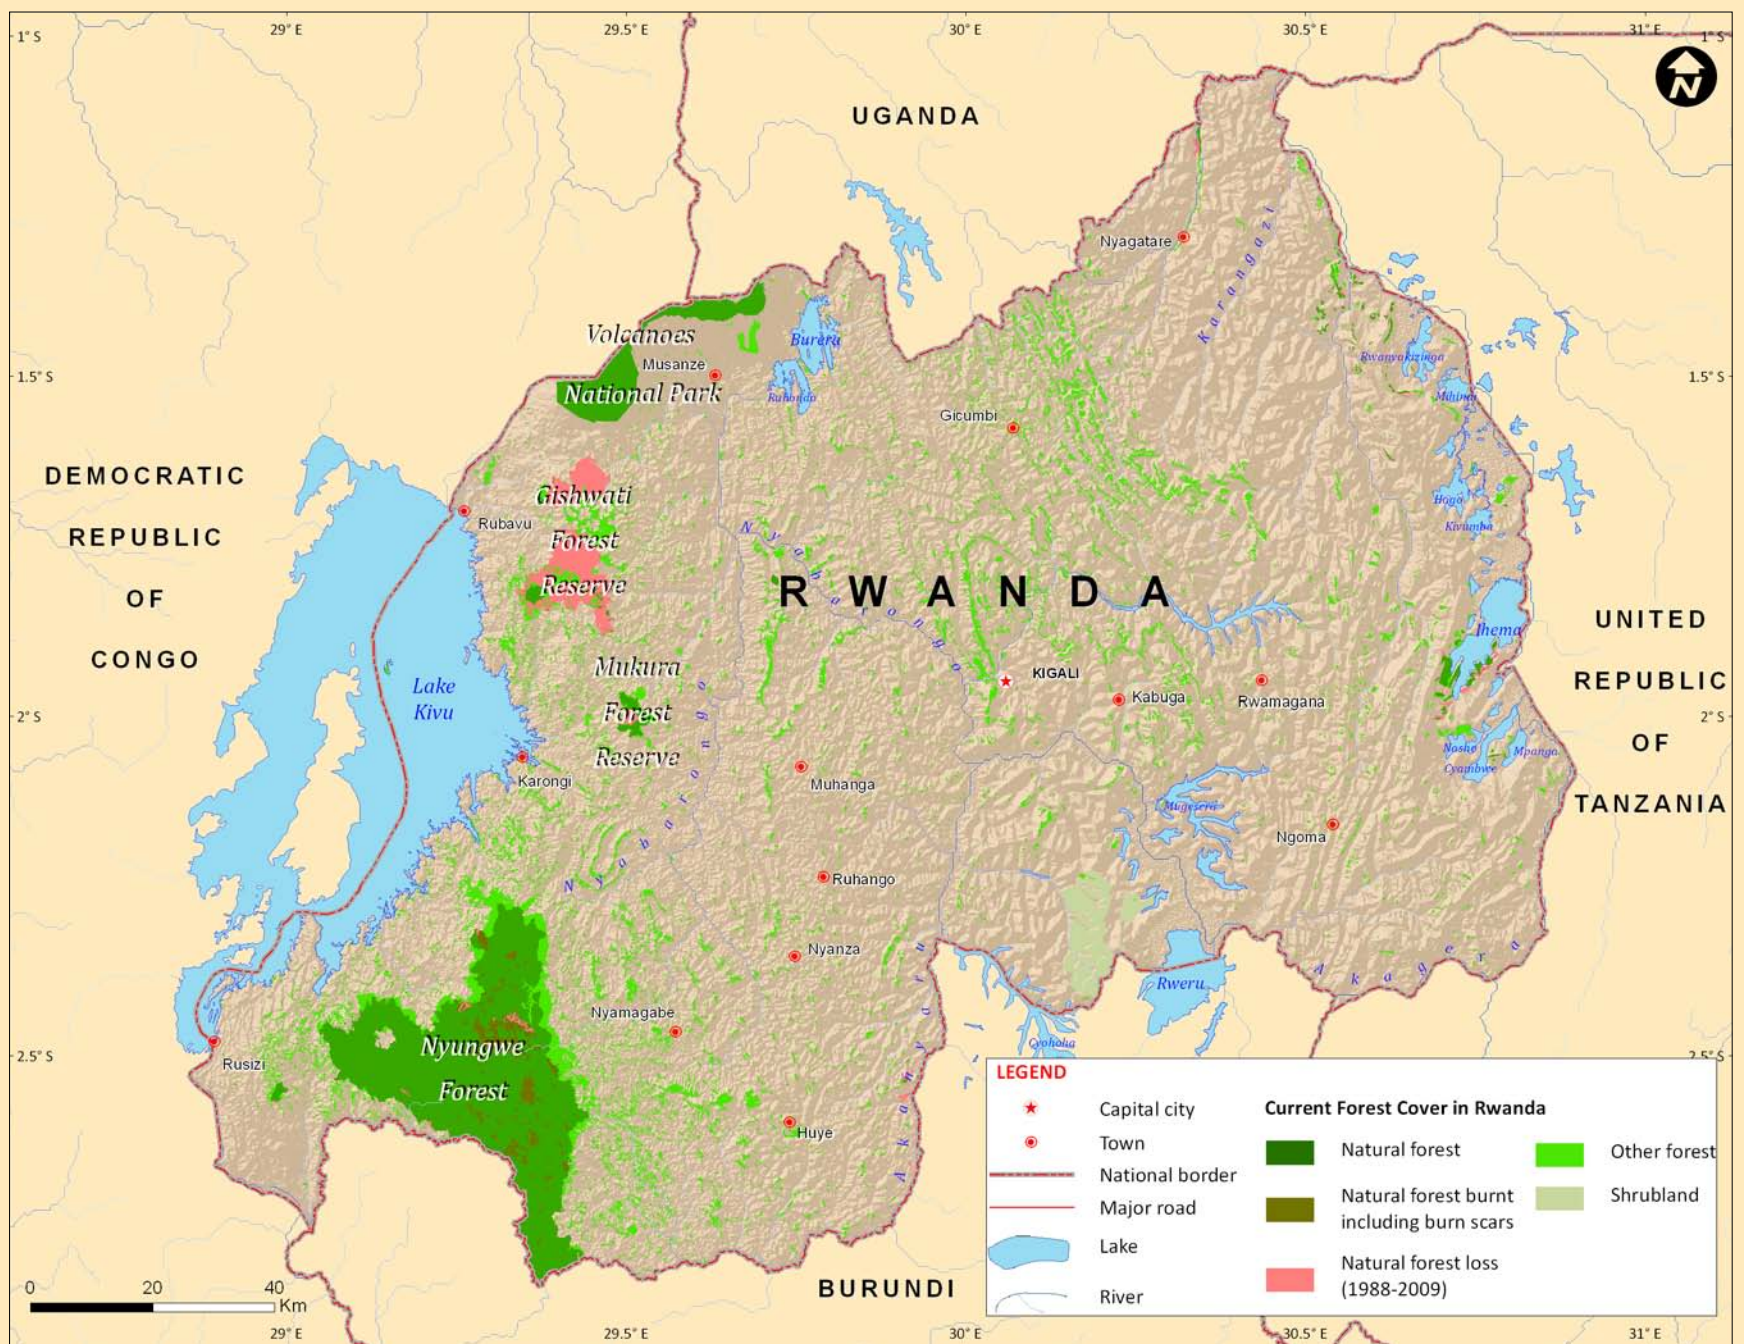 29° E
29.5° E
30° E
30.5° E
31° E
1° S
1° S
N
UGANDA
Nyagatare
Karangazi
Volcanoes
National Park
Musanze
Burera
Ruhondo
Rwanyakizinga
Mihindi
1.5° S
1.5° S
Gicumbi
DEMOCRATIC
REPUBLIC
OF
CONGO
Rubavu
Gishwati
Forest
Reserve
Nyabarongo
Hogo
Kivumba
RWANDA
Ihema
UNITED
REPUBLIC
OF
TANZANIA
Mukura
Forest
Reserve
Lake
Kivu
KIGALI
Kabuga
Rwamagana
2° S
2° S
Nasho
Mpanga
Cyambwe
Karongi
Muhanga
Mugesera
Ngoma
Nyabarongo
Ruhango
Nyanza
Akagera
Rweru
Nyamagabe
Nyungwe
Forest
Cyohoha
Rusizi
2.5° S
2.5° S
Huye
Akanyoru
BURUNDI
LEGEND
Capital city
Town
National border
Major road
Lake
River
Current Forest Cover in Rwanda
Natural forest
Natural forest burnt
including burn scars
Natural forest loss
(1988-2009)
Other forest
Shrubland
0
20
40
Km
29° E
29.5° E
30° E
30.5° E
31° E